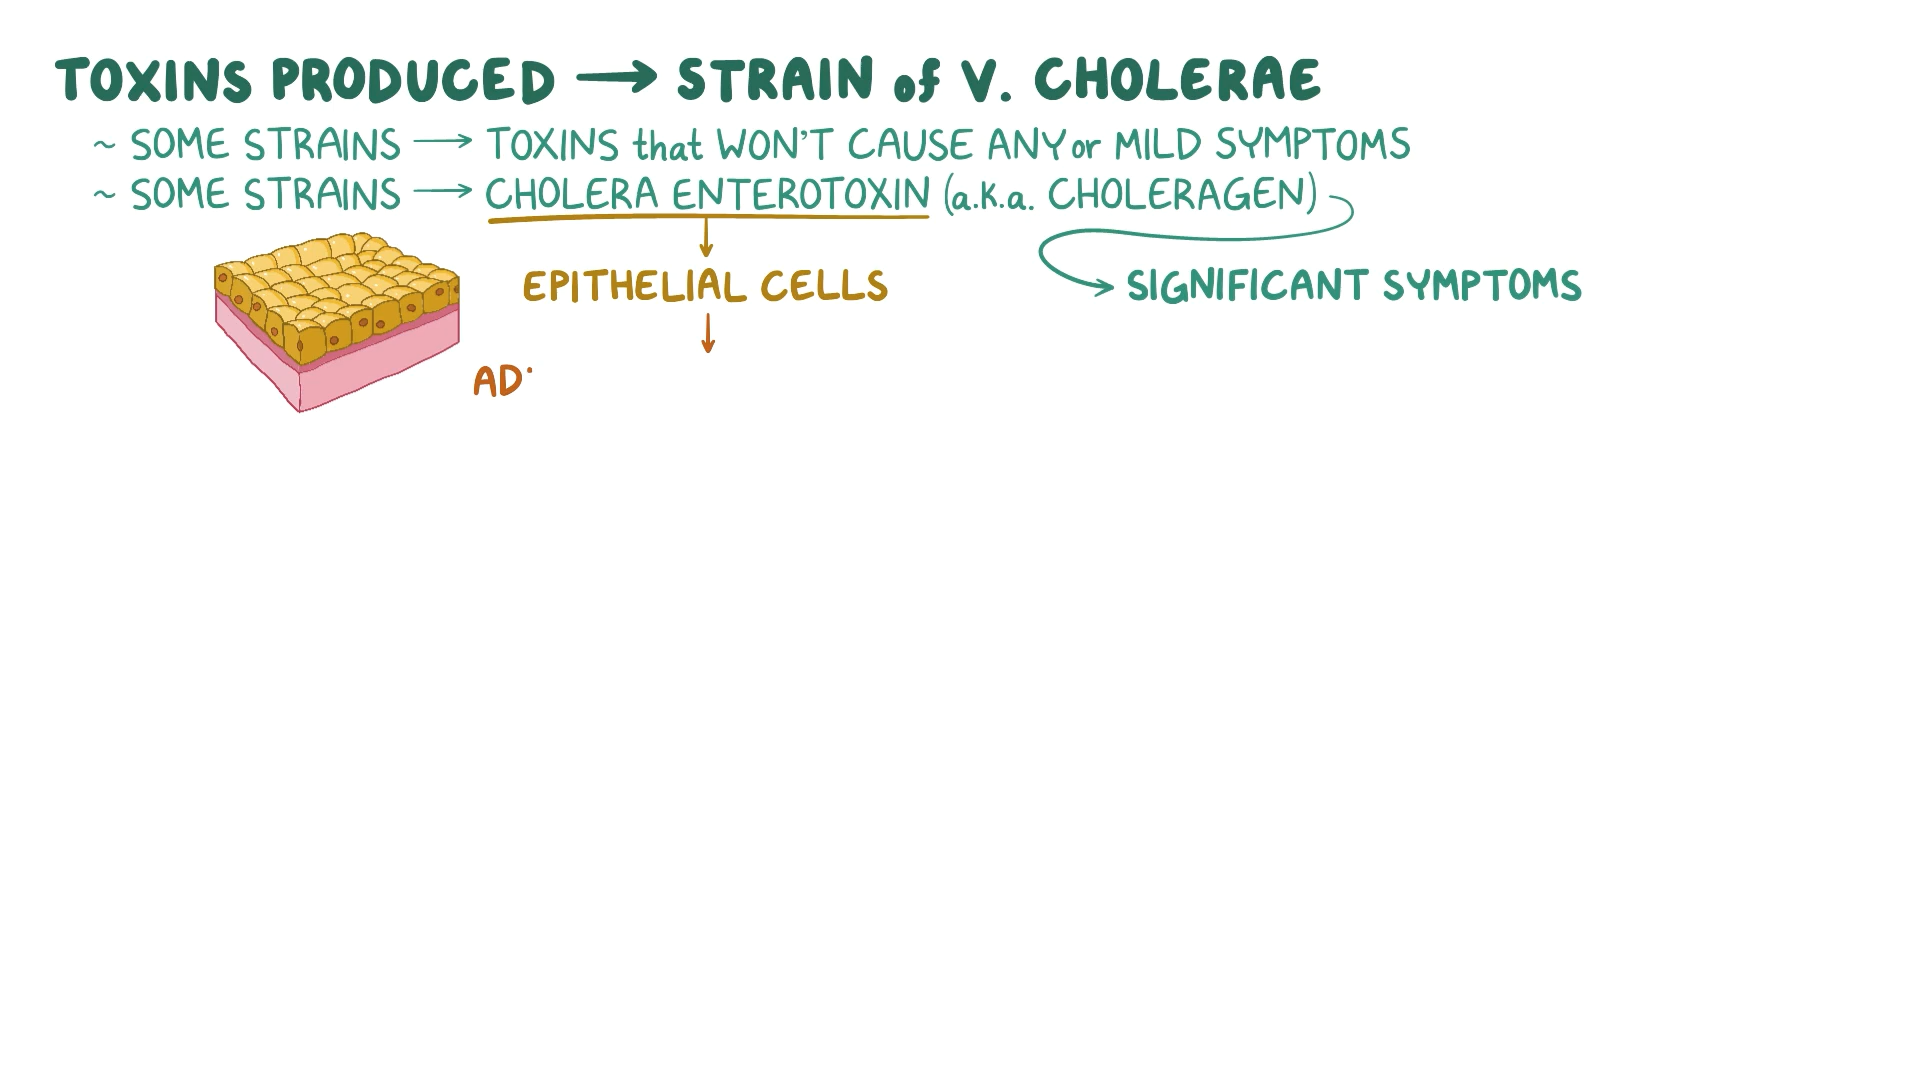 TOXINS PRODUCED → STRAIN of V. CHOLERAE
~ SOME STRAINS → TOXINS that WON'T CAUSE ANY or MILD SYMPTOMS
~ SOME STRAINS → CHOLERA ENTEROTOXIN (a.k.a. CHOLERAGEN)
EPITHELIAL CELLS
SIGNIFICANT SYMPTOMS
AD